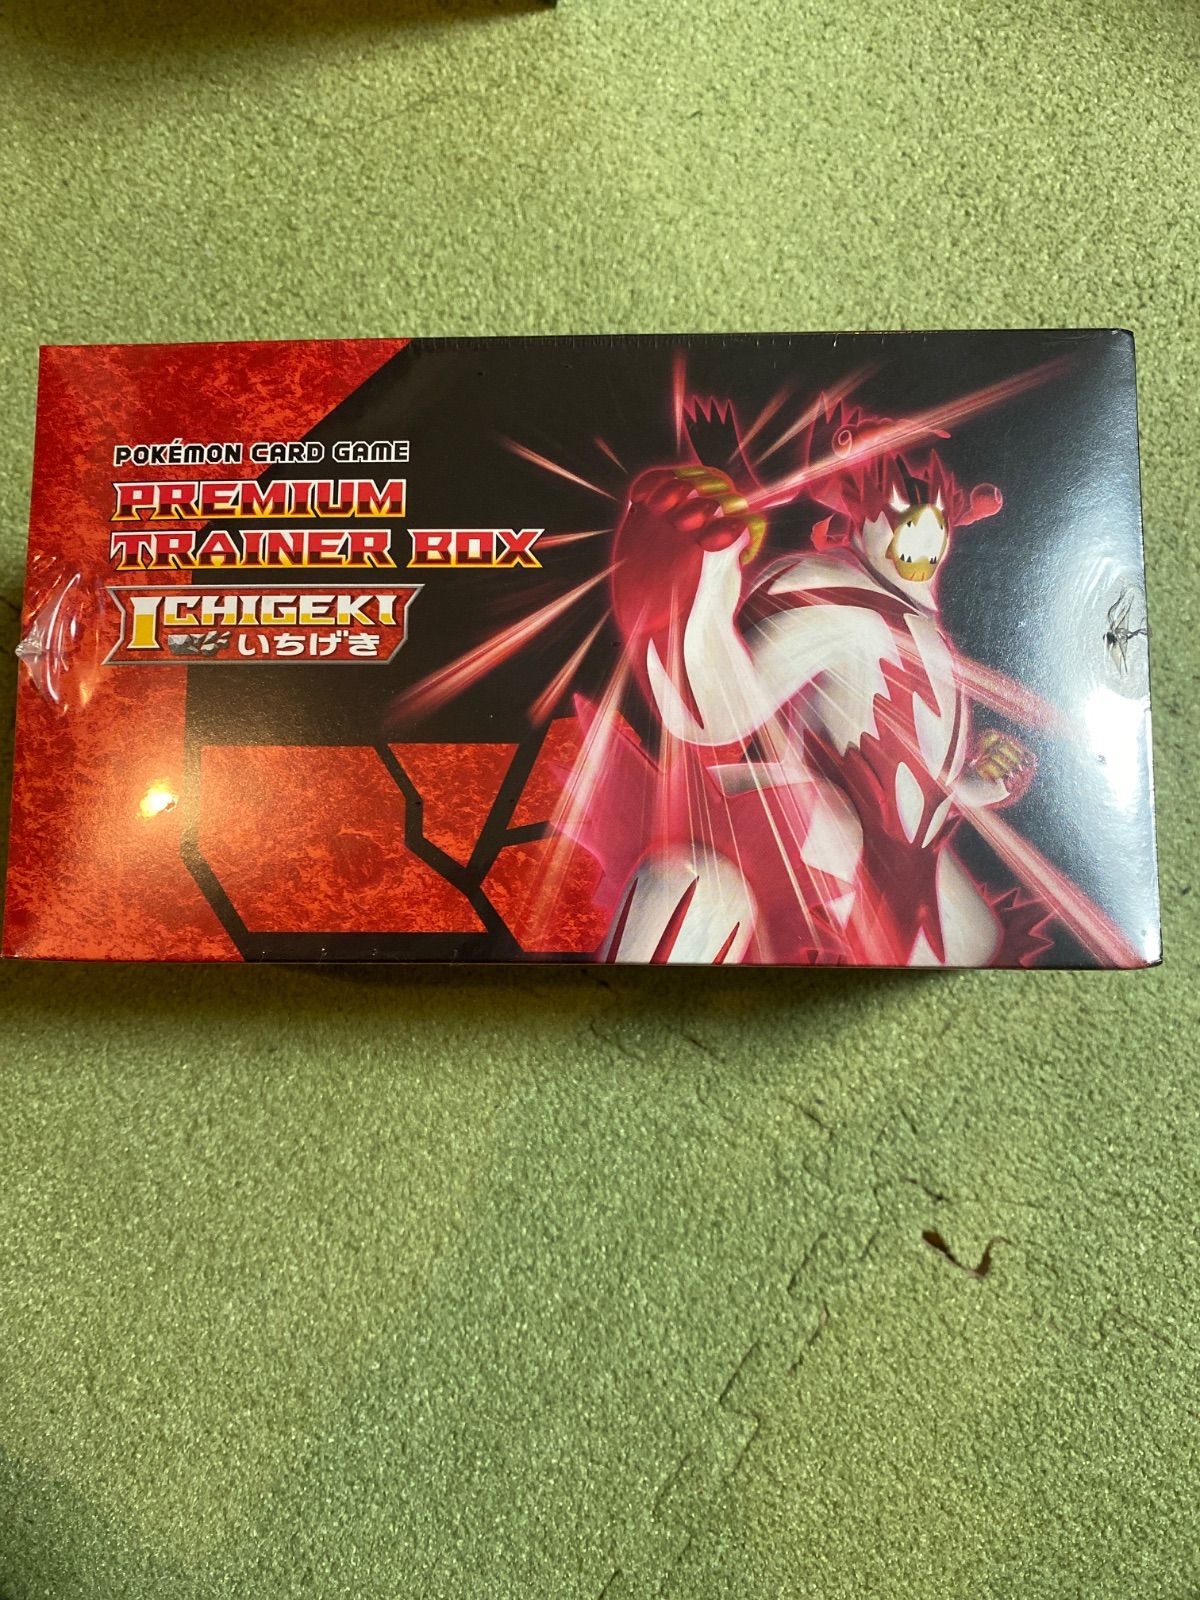 POKÉMON CARD GAME
PREMIUM
TRAINER BOX
ICHIGEKI
いちげき